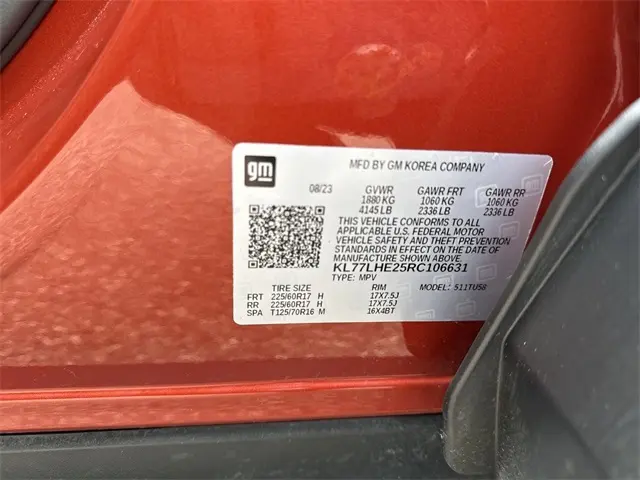 gm
MFD BY GM KOREA COMPANY
08/23 GVWR GAWR FRT GAWR RR
1880 KG 1060 KG 1060 KG
4145 LB 2336 LB 2336 LB
THIS VEHICLE CONFORMS TO ALL
APPLICABLE U.S. FEDERAL MOTOR
VEHICLE SAFETY AND THEFT PREVENTION
STANDARDS IN EFFECT ON THE DATE OF
MANUFACTURE SHOWN ABOVE.
KL77LHE25RC106631
TYPE: MPV MODEL: 511TU58
TIRE SIZE RIM
FRT 225/60R17 H 17X7.5J
RR 225/60R17 H 17X7.5J
SPA T125/70R16 M 16X4BT